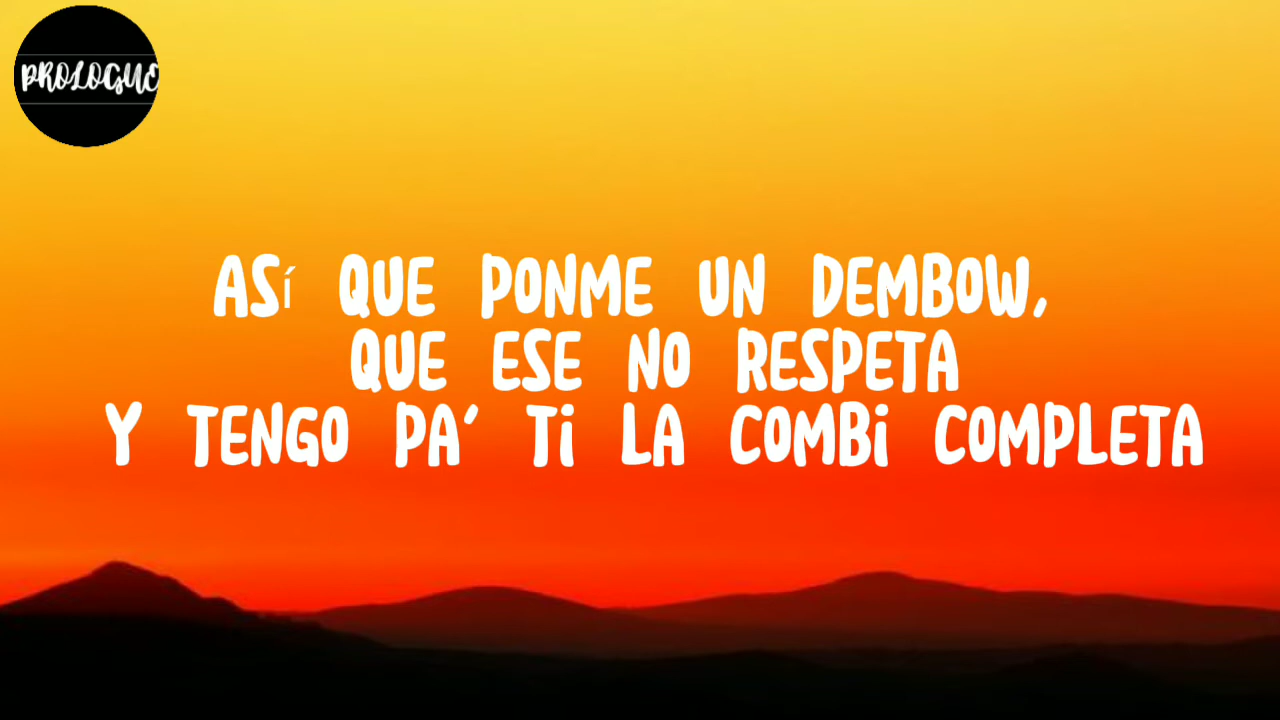 PROLOGUE
ASí QUE PONME UN DEMBOW,
QUE ESE NO RESPETA
Y TENGO PA' Ti LA COMBi COMPLETA